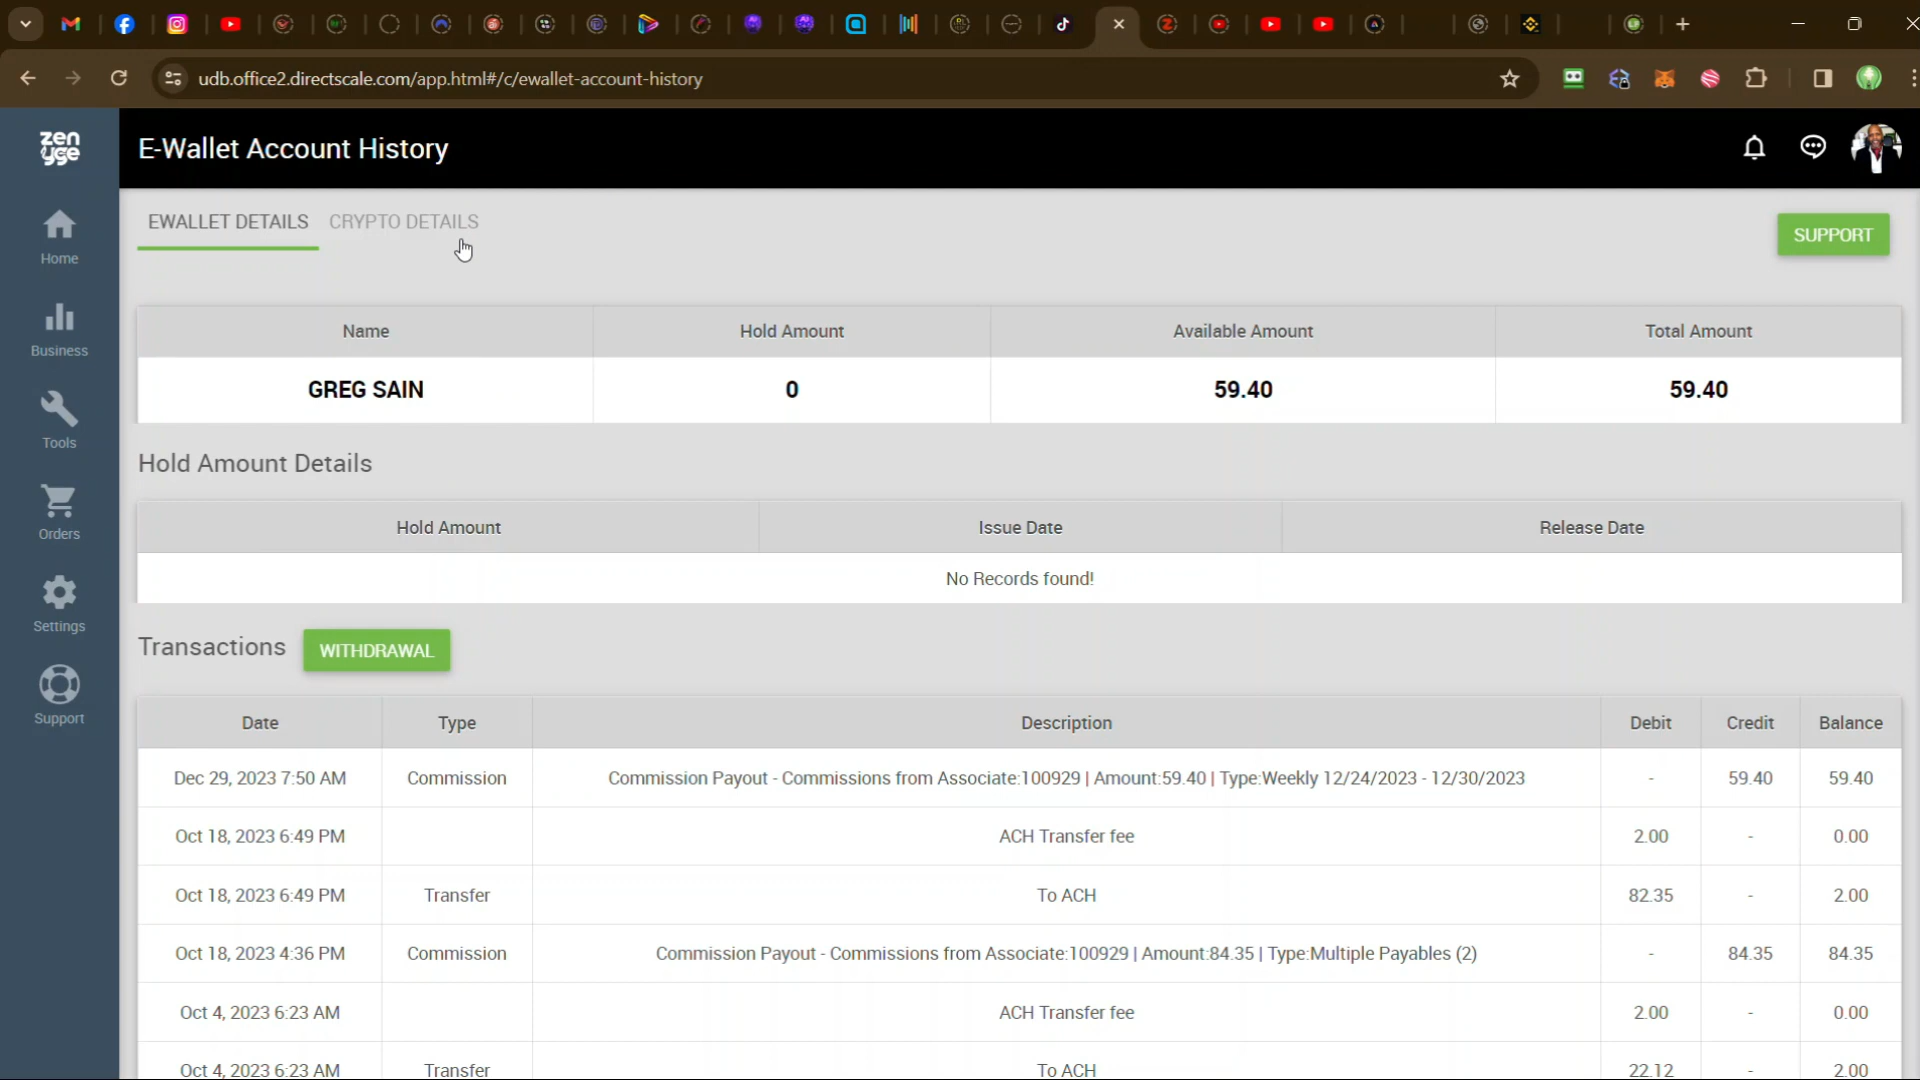 udb.office2.directscale.com/app.html#/c/ewallet-account-history
zen
yge
E-Wallet Account History
EWALLET DETAILS CRYPTO DETAILS
SUPPORT
Home
Business
Tools
Orders
Settings
Support
Name Hold Amount Available Amount Total Amount
GREG SAIN 0 59.40 59.40
Hold Amount Details
Hold Amount Issue Date Release Date
No Records found!
Transactions WITHDRAWAL
Date Type Description Debit Credit Balance
Dec 29, 2023 7:50 AM Commission Commission Payout - Commissions from Associate:100929 | Amount:59.40 | Type:Weekly 12/24/2023 - 12/30/2023 - 59.40 59.40
Oct 18, 2023 6:49 PM ACH Transfer fee 2.00 - 0.00
Oct 18, 2023 6:49 PM Transfer To ACH 82.35 - 2.00
Oct 18, 2023 4:36 PM Commission Commission Payout - Commissions from Associate:100929 | Amount:84.35 | Type:Multiple Payables (2) - 84.35 84.35
Oct 4, 2023 6:23 AM ACH Transfer fee 2.00 - 0.00
Oct 4, 2023 6:23 AM Transfer To ACH 22.12 - 2.00